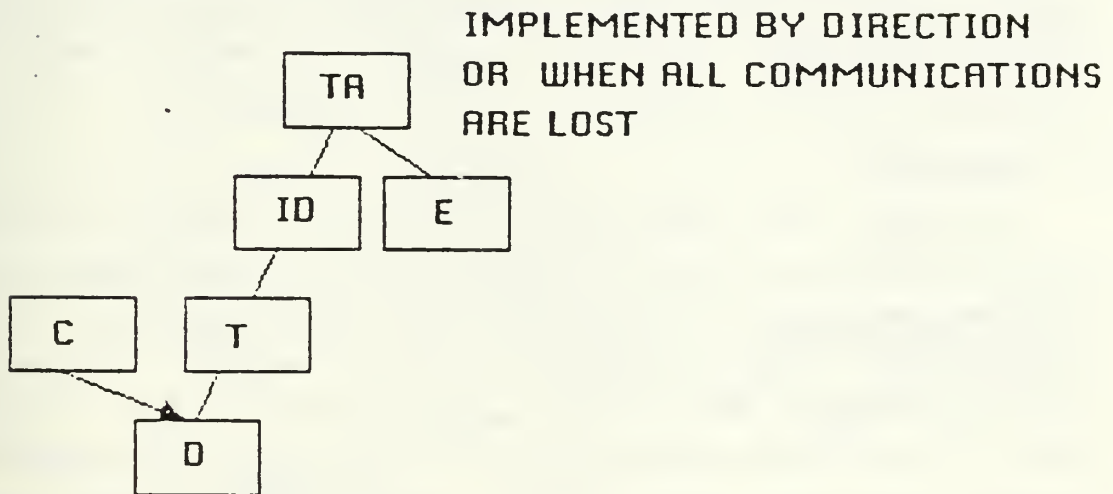 IMPLEMENTED BY DIRECTION
OR WHEN ALL COMMUNICATIONS
ARE LOST
TA
ID E
C T
D